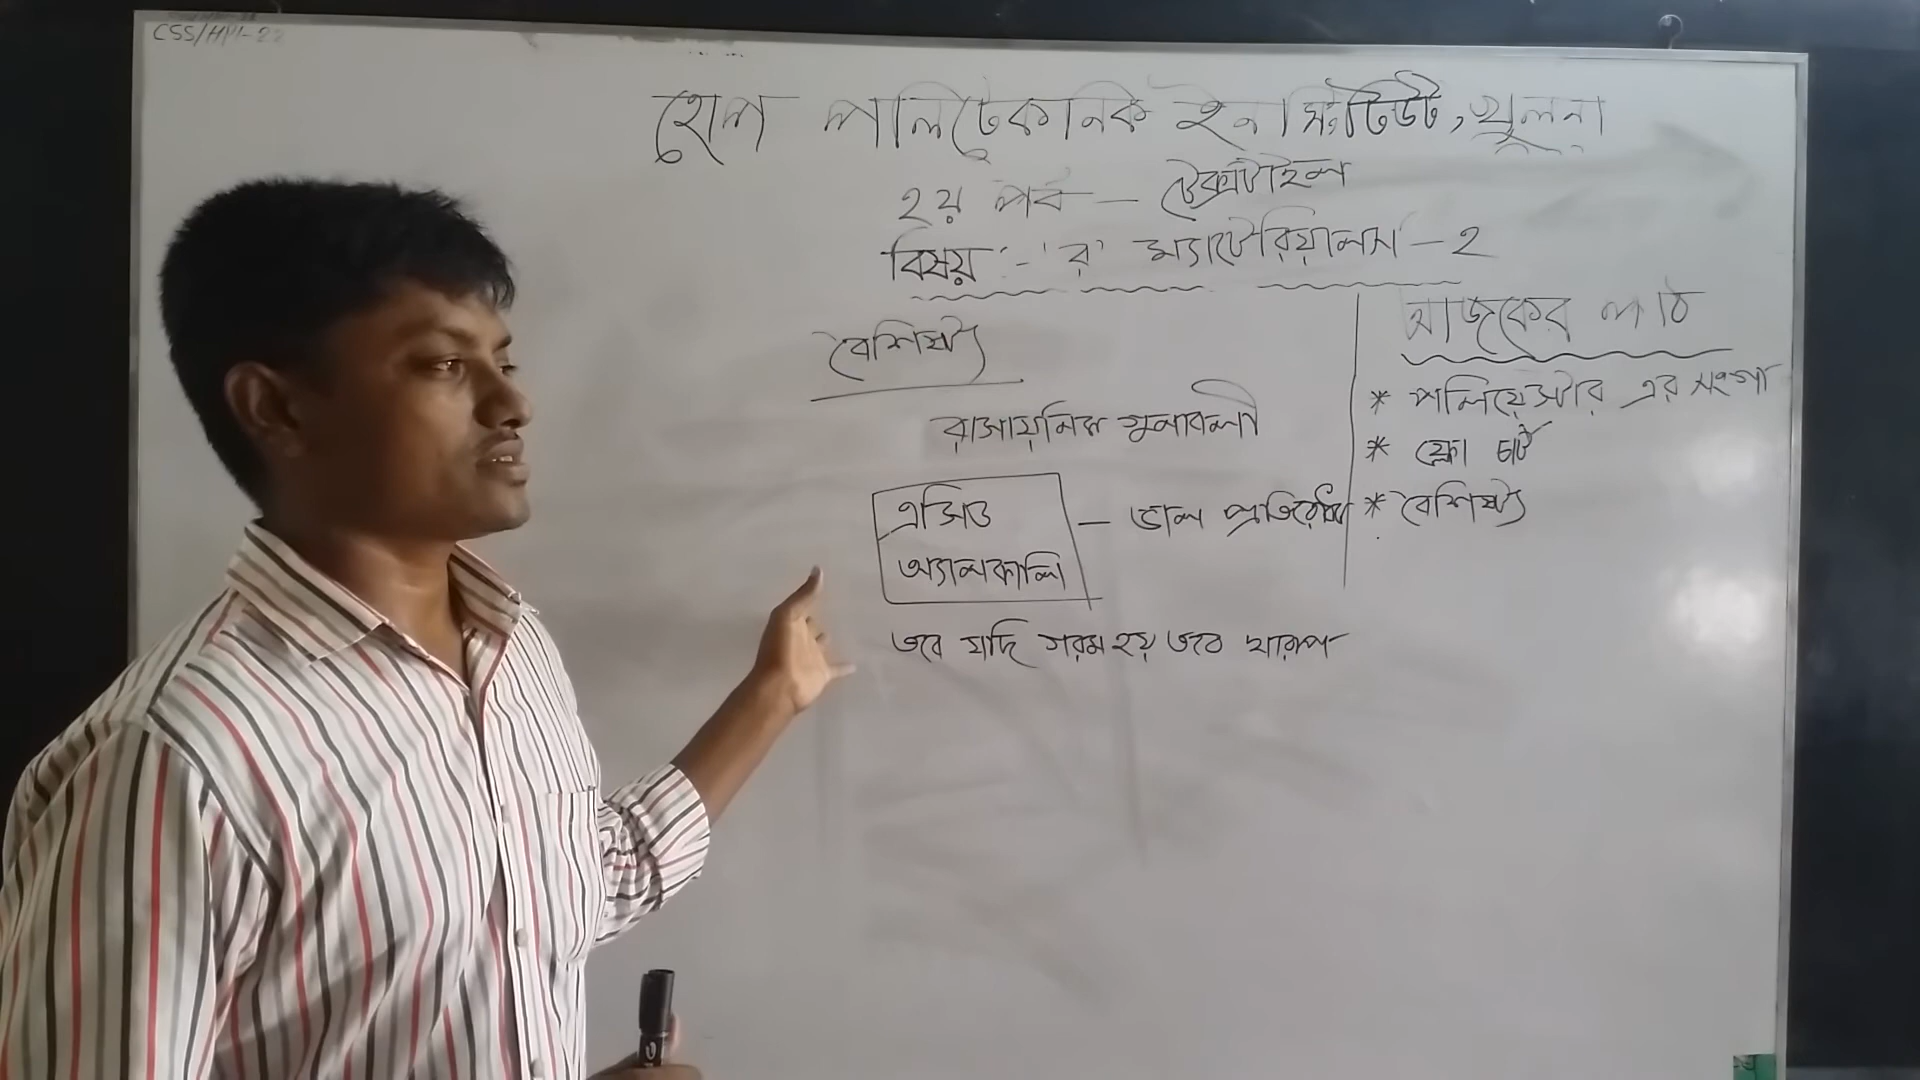 CSS/HPI-22
হোপ পলিটেকনিক ইনস্টিটিউট, খুলনা
২য় পর্ব — টেক্সটাইল
বিষয় :- 'র' ম্যাটেরিয়ালস - ২
বৈশিষ্ট্য
রাসায়নিক গুনাবলী
এসিড
অ্যালকালি
— ভাল প্রতিরোধ
তবে যদি গরম হয় তবে খারাপ
আজকের পাঠ
* পলিয়েস্টার এর সংগা
* ফ্লো চার্ট
* বৈশিষ্ট্য